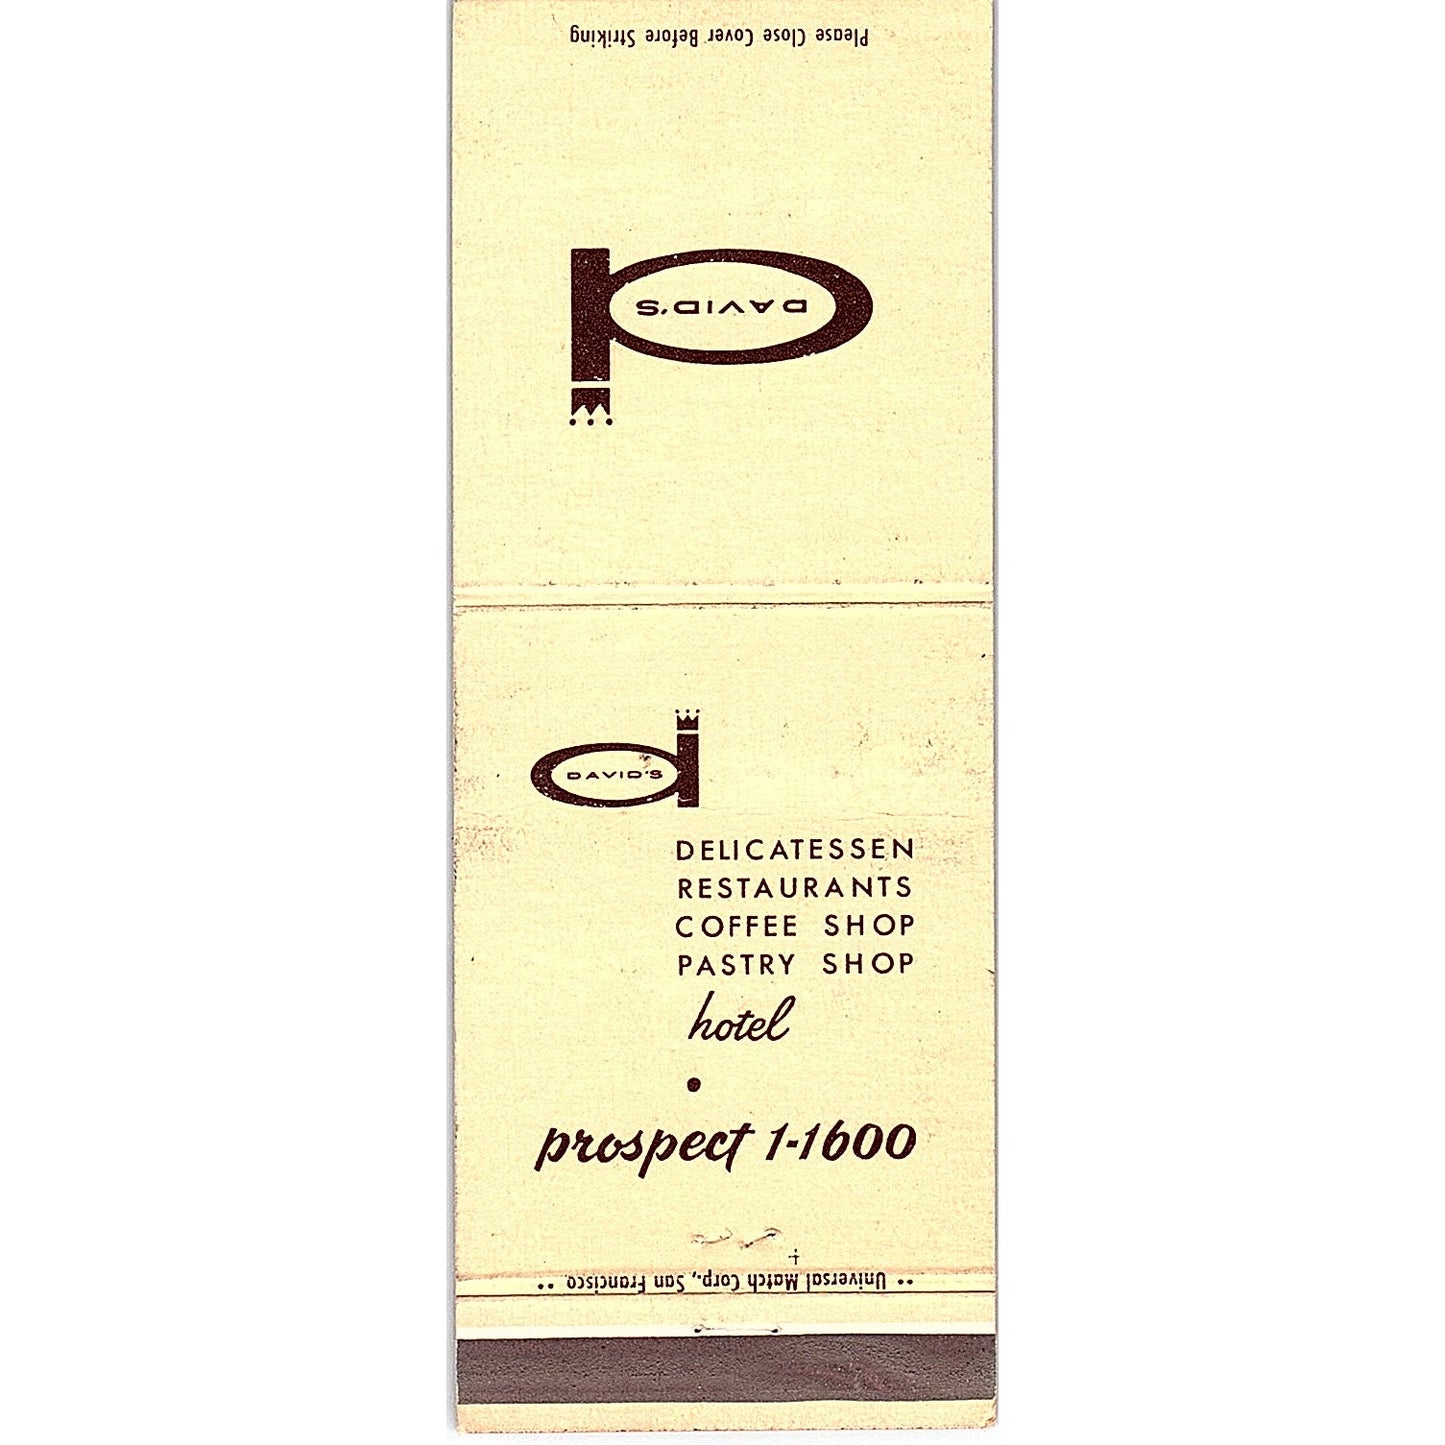 Please Close Cover Before Striking
DAVID'S
DAVID'S
DELICATESSEN
RESTAURANTS
COFFEE SHOP
PASTRY SHOP
hotel
•
prospect 1-1600
•• Universal Match Corp., San Francisco ••